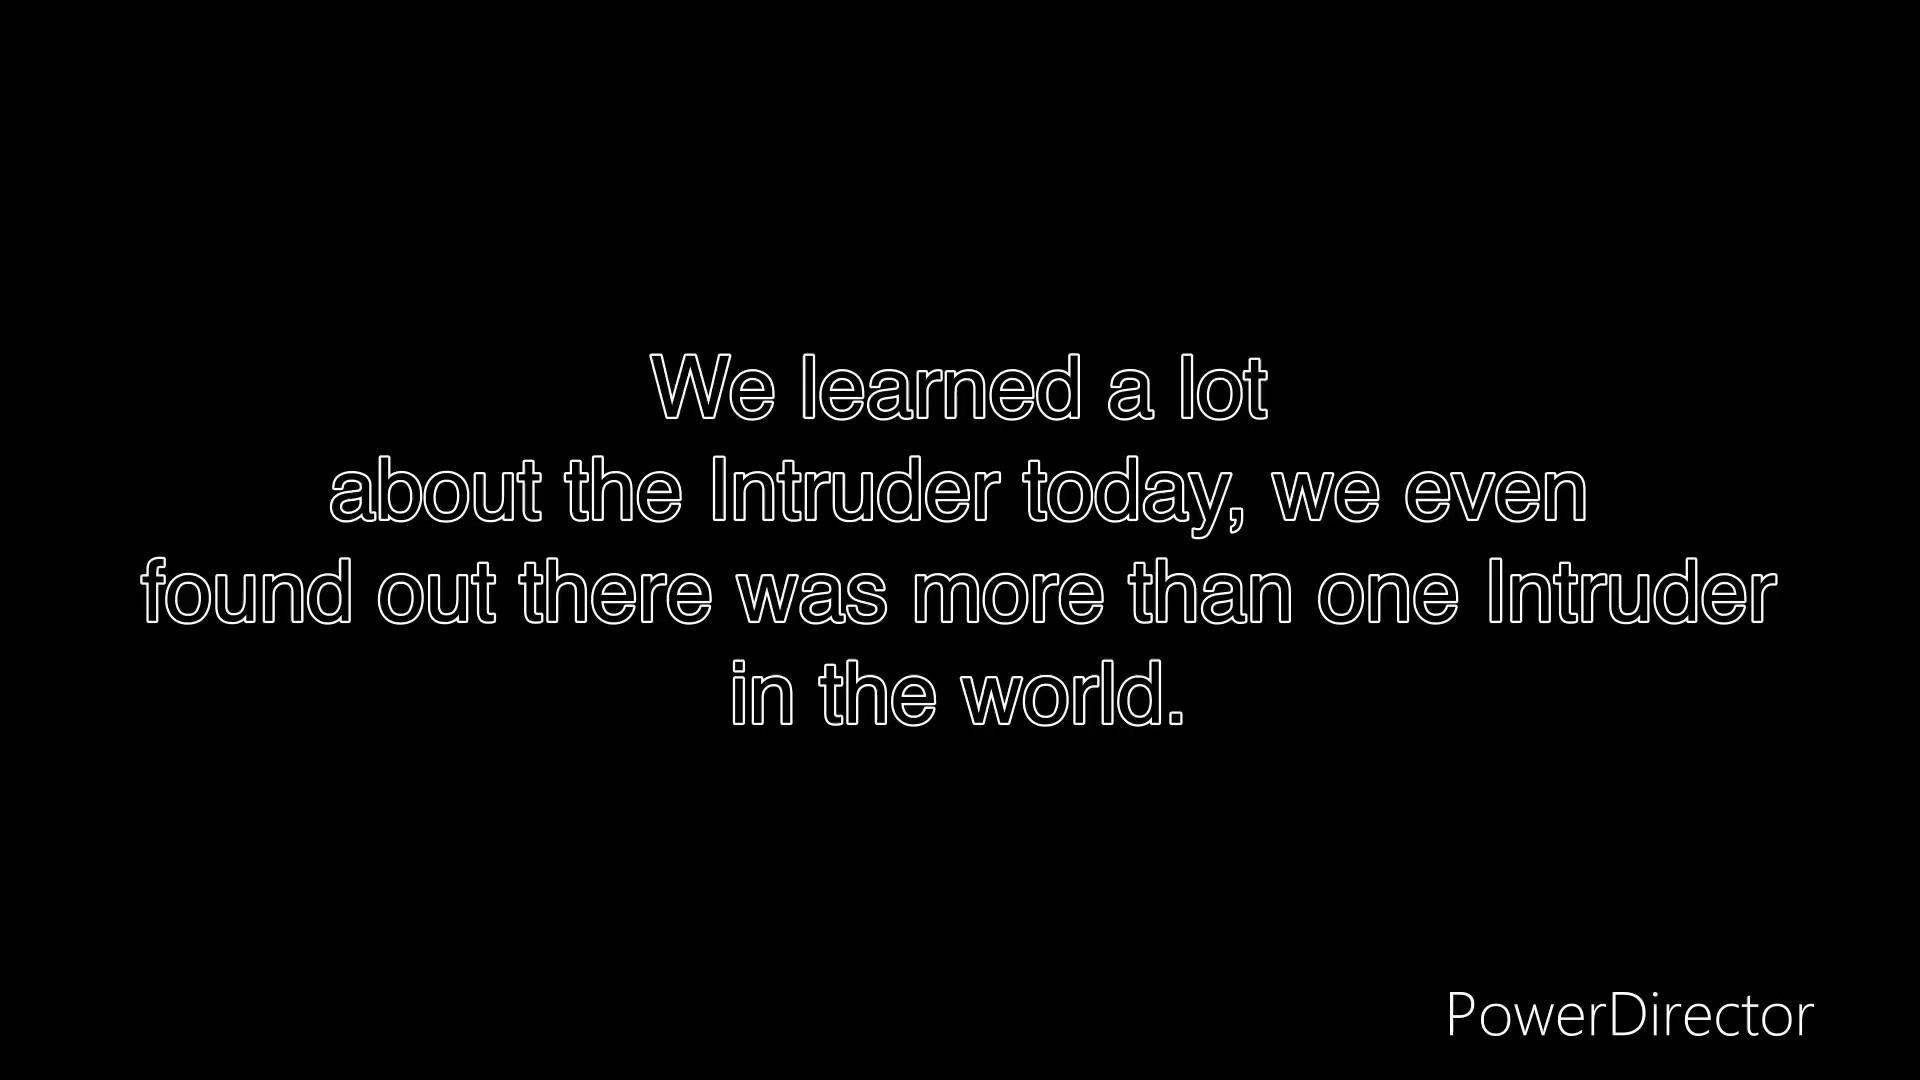 We learned a lot
about the Intruder today, we even
found out there was more than one Intruder
in the world.
PowerDirector